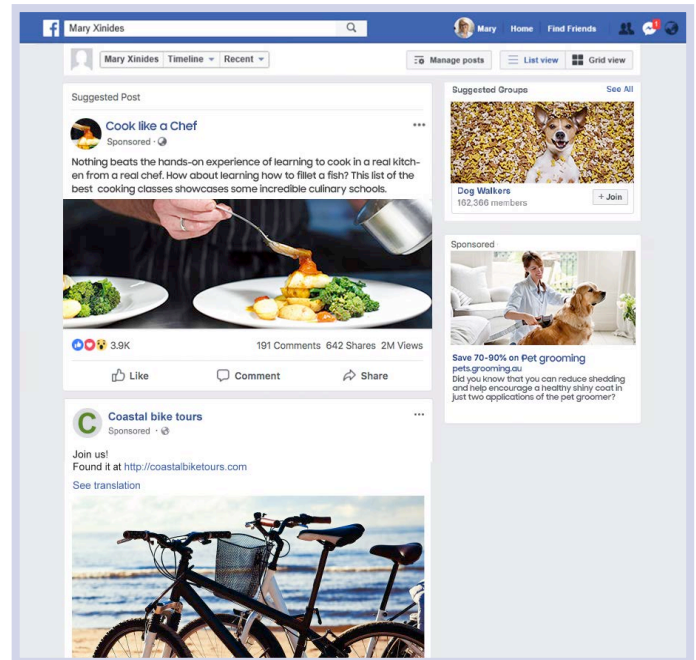 f
Mary Xinides
Mary Home Find Friends
1
Mary Xinides Timeline Recent
Manage posts List view Grid view
Suggested Post
Cook like a Chef
Sponsored ·
Nothing beats the hands-on experience of learning to cook in a real kitch-
en from a real chef. How about learning how to fillet a fish? This list of the
best cooking classes showcases some incredible culinary schools.
3.9K 191 Comments 642 Shares 2M Views
Like Comment Share
C
Coastal bike tours
Sponsored ·
Join us!
Found it at http://coastalbiketours.com
See translation
Suggested Groups See All
Dog Walkers
162,366 members
+ Join
Sponsored
Save 70-90% on Pet grooming
pets.grooming.au
Did you know that you can reduce shedding
and help encourage a healthy shiny coat in
just two applications of the pet groomer?